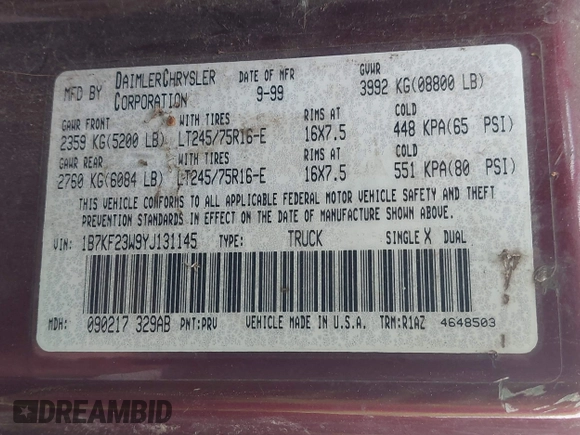 MFD BY DAIMLERCHRYSLER CORPORATION DATE OF MFR 9-99 GVWR 3992 KG(08800 LB)
GAWR FRONT WITH TIRES RIMS AT COLD
2359 KG(5200 LB) LT245/75R16-E 16X7.5 448 KPA(65 PSI)
GAWR REAR WITH TIRES RIMS AT COLD
2760 KG(6084 LB) LT245/75R16-E 16X7.5 551 KPA(80 PSI)
THIS VEHICLE CONFORMS TO ALL APPLICABLE FEDERAL MOTOR VEHICLE SAFETY AND THEFT
PREVENTION STANDARDS IN EFFECT ON THE DATE OF MANUFACTURE SHOWN ABOVE.
VIN: 1B7KF23W9YJ131145 TYPE: TRUCK SINGLE X DUAL
MDH: 090217 329AB PNT:PRV VEHICLE MADE IN U.S.A. TRM:R1AZ 4648503
DREAMBID